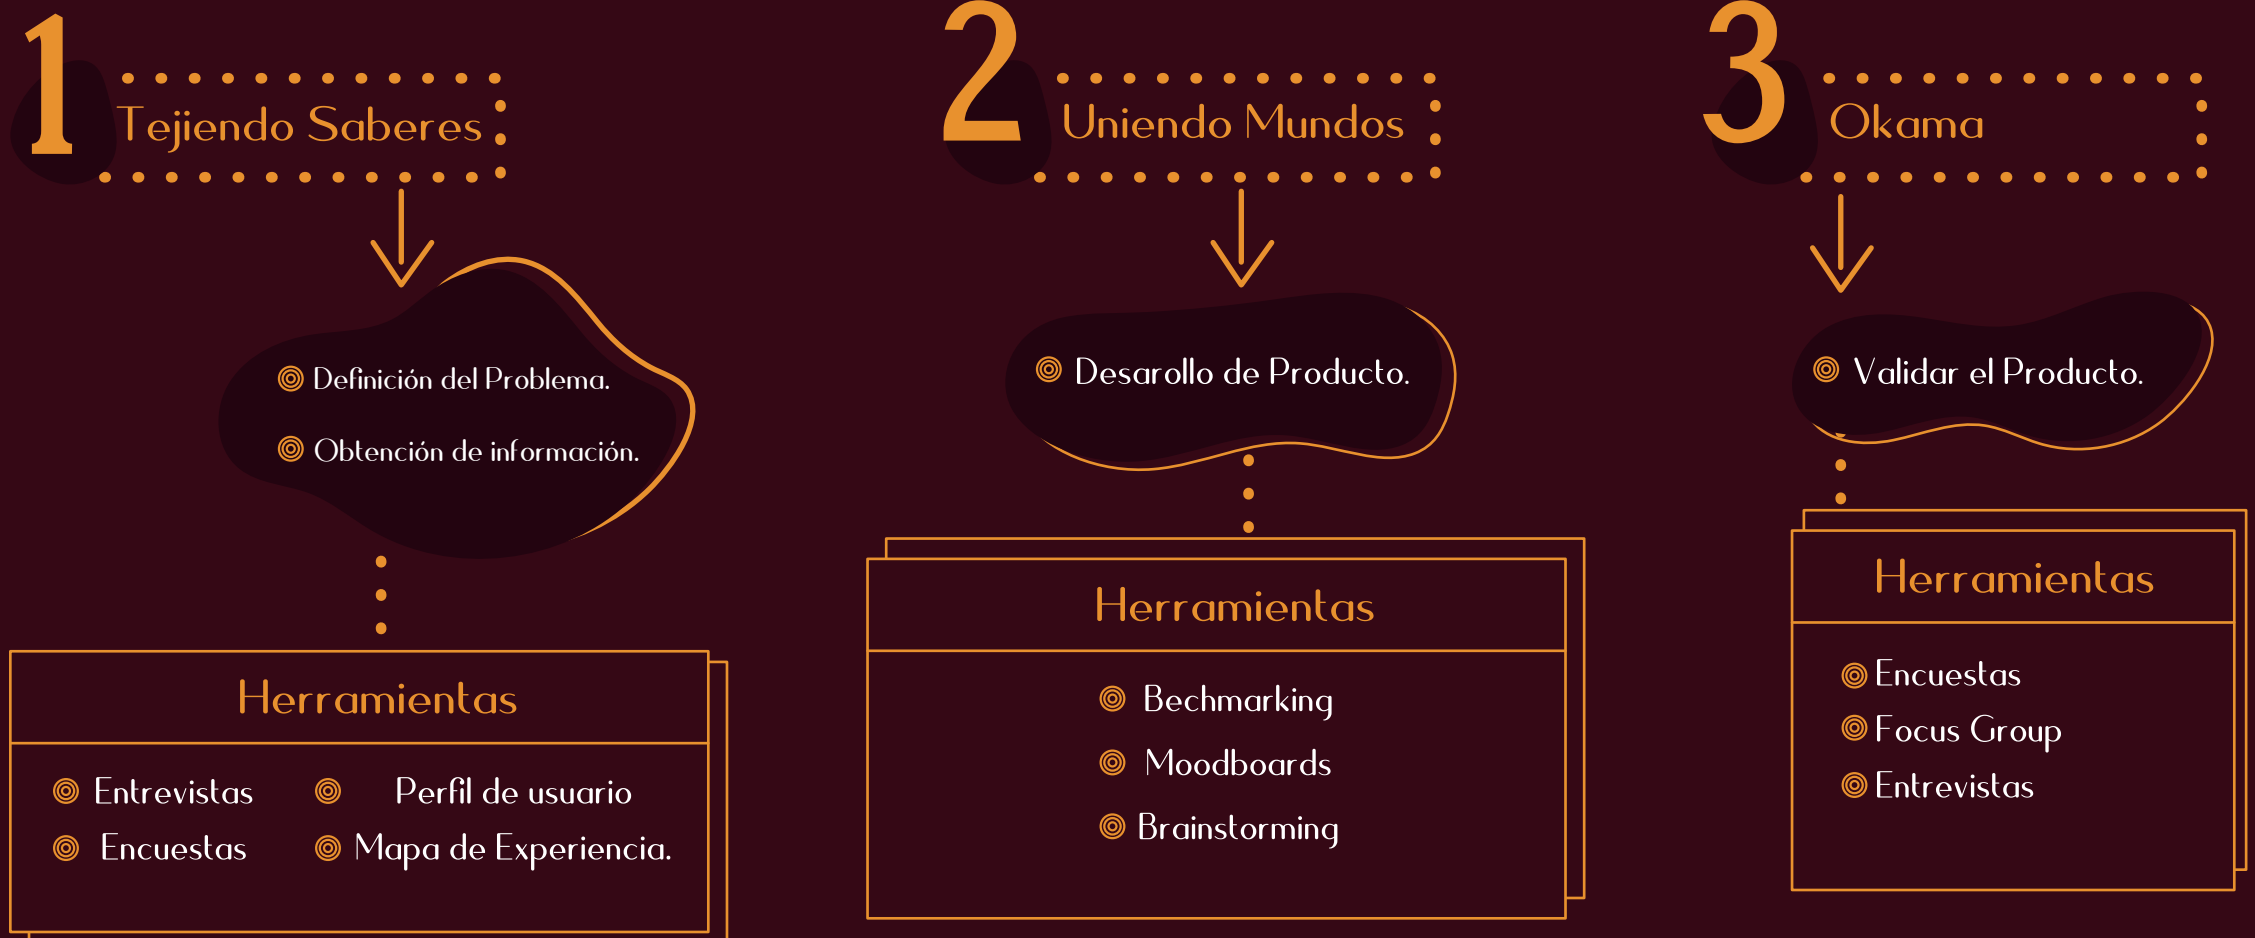 1
Tejiendo Saberes
Definición del Problema.
Obtención de información.
Herramientas
Entrevistas
Encuestas
Perfil de usuario
Mapa de Experiencia.
2
Uniendo Mundos
Desarollo de Producto.
Herramientas
Bechmarking
Moodboards
Brainstorming
3
Okama
Validar el Producto.
Herramientas
Encuestas
Focus Group
Entrevistas